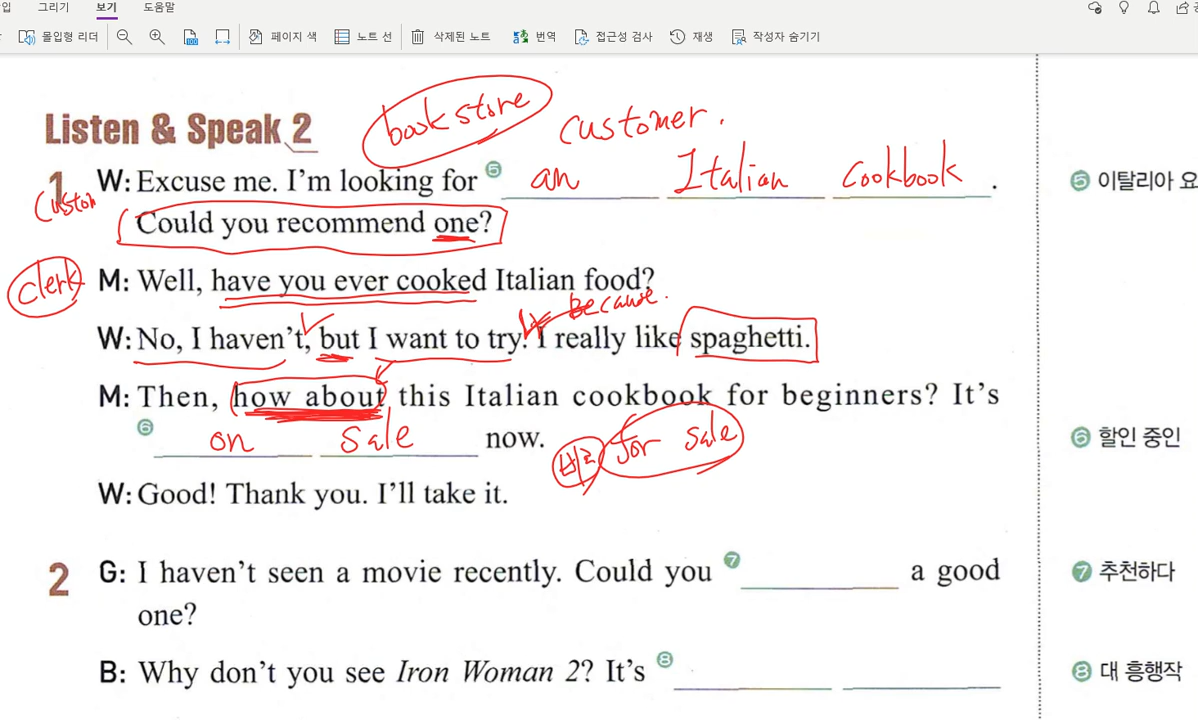 그리기 보기 도움말
몰입형 리더 페이지 색 노트 선 삭제된 노트 번역 접근성 검사 재생 작성자 숨기기
Listen & Speak 2 book store customer.
1 W: Excuse me. I'm looking for ⑤ an Italian cookbook . ⑤ 이탈리아 요
Custom
Could you recommend one?
clerk M: Well, have you ever cooked Italian food?
because.
W: No, I haven't, but I want to try. I really like spaghetti.
M: Then, how about this Italian cookbook for beginners? It's
⑥ on sale now. 비교 for sale ⑥ 할인 중인
W: Good! Thank you. I'll take it.
2 G: I haven't seen a movie recently. Could you ⑦ a good ⑦ 추천하다
one?
B: Why don't you see Iron Woman 2? It's ⑧ ⑧ 대 흥행작